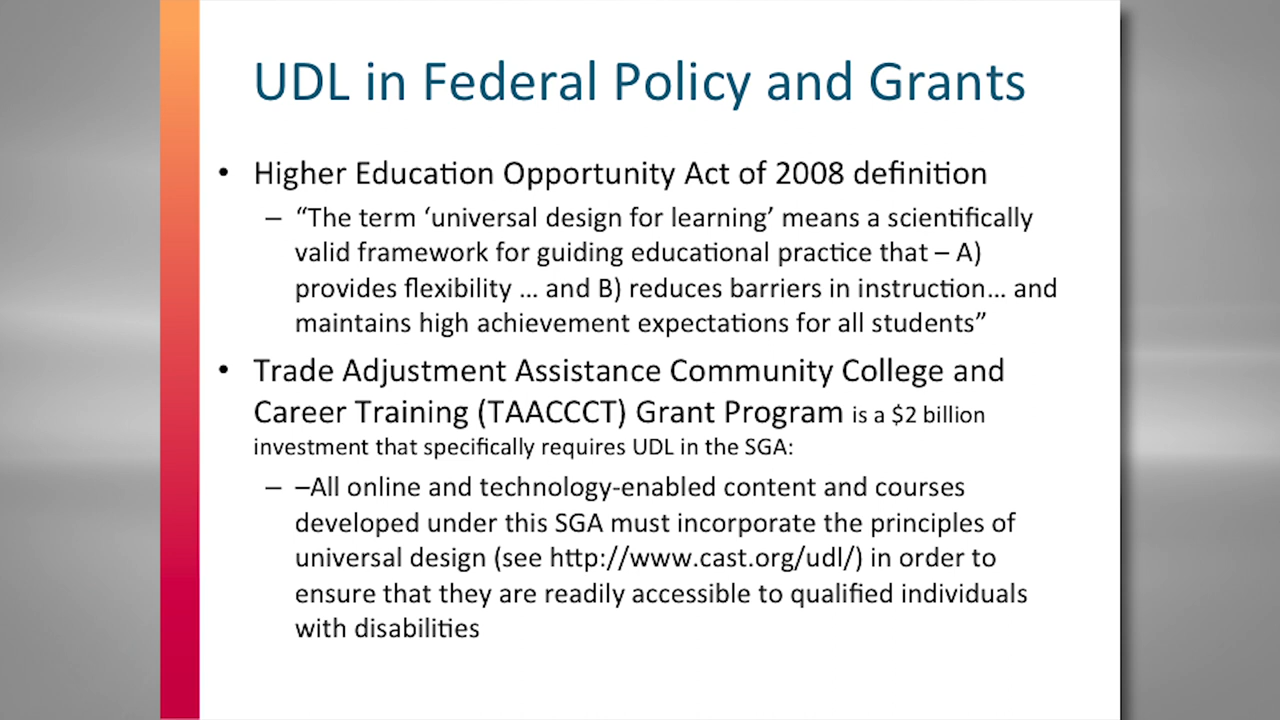 UDL in Federal Policy and Grants
• Higher Education Opportunity Act of 2008 definition
– “The term ‘universal design for learning’ means a scientifically
valid framework for guiding educational practice that – A)
provides flexibility … and B) reduces barriers in instruction… and
maintains high achievement expectations for all students”
• Trade Adjustment Assistance Community College and
Career Training (TAACCCT) Grant Program is a $2 billion
investment that specifically requires UDL in the SGA:
– –All online and technology-enabled content and courses
developed under this SGA must incorporate the principles of
universal design (see http://www.cast.org/udl/) in order to
ensure that they are readily accessible to qualified individuals
with disabilities